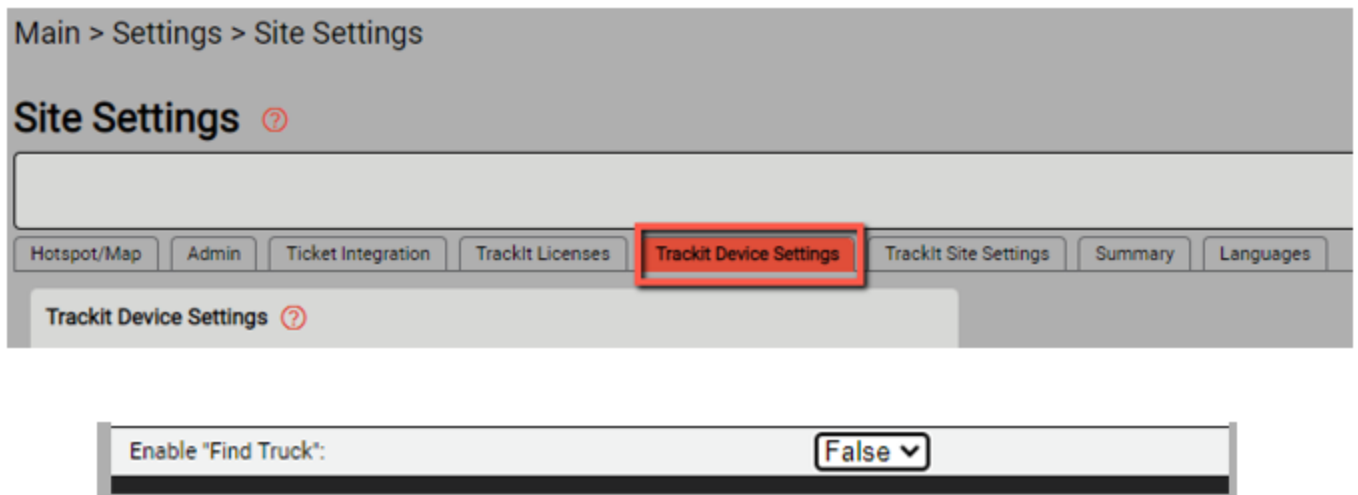 Main > Settings > Site Settings
Site Settings ?
Hotspot/Map Admin Ticket Integration TrackIt Licenses Trackit Device Settings TrackIt Site Settings Summary Languages
Trackit Device Settings ?
Enable "Find Truck": False